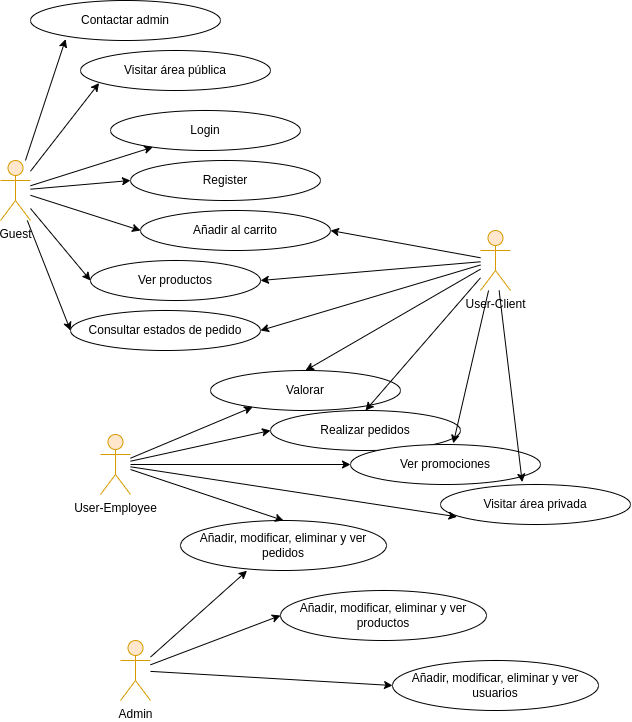 Contactar admin
Visitar área pública
Login
Register
Guest
Añadir al carrito
Ver productos
Consultar estados de pedido
User-Client
Valorar
Realizar pedidos
Ver promociones
User-Employee
Visitar área privada
Añadir, modificar, eliminar y ver
pedidos
Añadir, modificar, eliminar y ver
productos
Admin
Añadir, modificar, eliminar y ver
usuarios